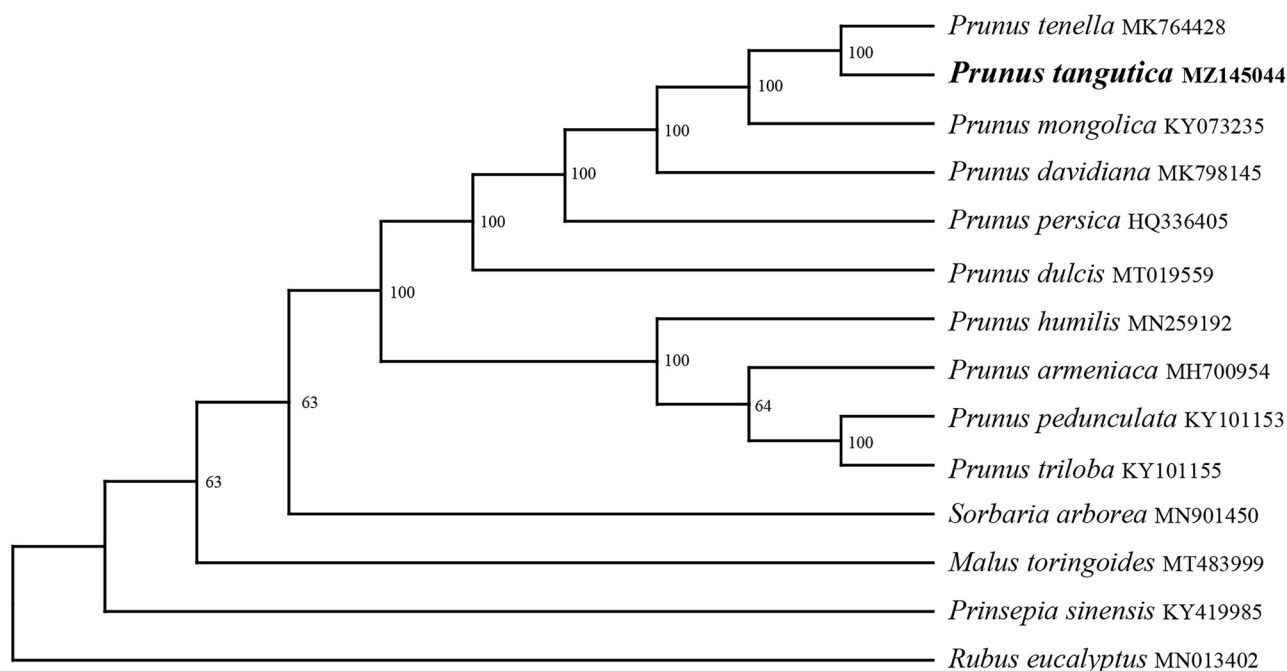 Prunus tenella MK764428
100
Prunus tangutica MZ145044
100
Prunus mongolica KY073235
100
Prunus davidiana MK798145
100
Prunus persica HQ336405
100
Prunus dulcis MT019559
100
Prunus humilis MN259192
100
Prunus armeniaca MH700954
64
Prunus pedunculata KY101153
63
100
Prunus triloba KY101155
63
Sorbaria arborea MN901450
Malus toringoides MT483999
Prinsepia sinensis KY419985
Rubus eucalyptus MN013402